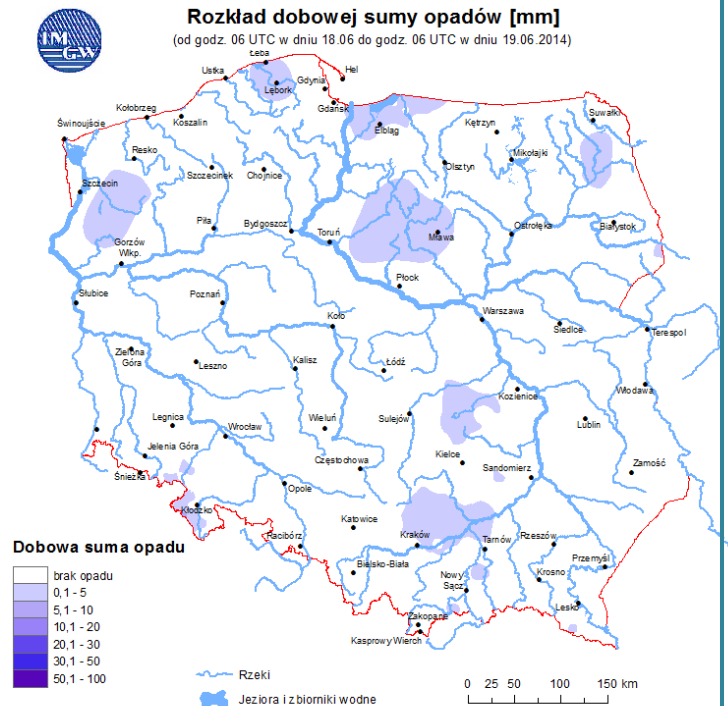 Rozkład dobowej sumy opadów [mm]
(od godz. 06 UTC w dniu 18.06 do godz. 06 UTC w dniu 19.06.2014)
IM
GW
Łeba
Ustka
Hel
Gdynia
Lębork
Gdańsk
Kołobrzeg
Koszalin
Świnoujście
Elbląg
Kętrzyn
Suwałki
Resko
Szczecinek
Chojnice
Olsztyn
Mikołajki
Szczecin
Piła
Bydgoszcz
Toruń
Mława
Ostrołęka
Białystok
Gorzów
Wlkp.
Płock
Słubice
Poznań
Koło
Warszawa
Siedlce
Terespol
Zielona
Góra
Leszno
Kalisz
Łódź
Kozienice
Włodawa
Legnica
Wrocław
Wieluń
Sulejów
Lublin
Jelenia Góra
Częstochowa
Kielce
Sandomierz
Zamość
Śnieżka
Opole
Kłodzko
Katowice
Racibórz
Kraków
Tarnów
Rzeszów
Przemyśl
Bielsko-Biała
Nowy
Sącz
Krosno
Lesko
Zakopane
Kasprowy Wierch
Dobowa suma opadu
brak opadu
0,1 - 5
5,1 - 10
10,1 - 20
20,1 - 30
30,1 - 50
50,1 - 100
Rzeki
Jeziora i zbiorniki wodne
0 25 50 100 150 km